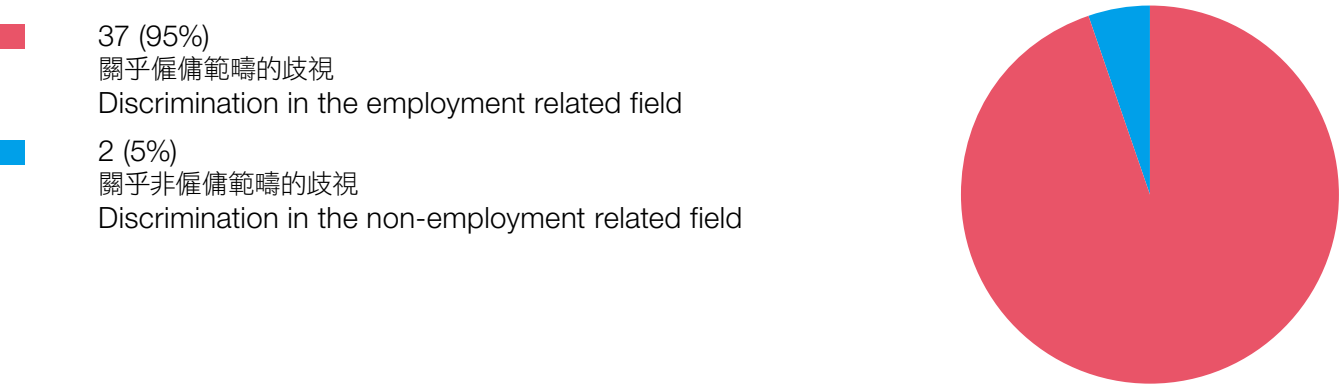 37 (95%)
關乎僱傭範疇的歧視
Discrimination in the employment related field
2 (5%)
關乎非僱傭範疇的歧視
Discrimination in the non-employment related field